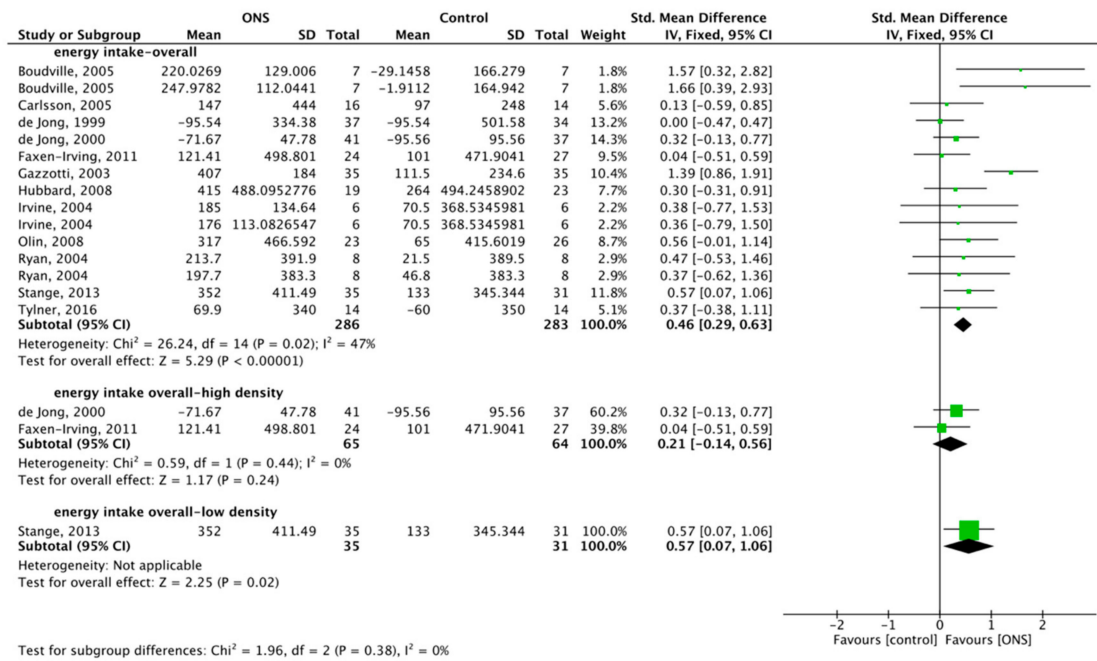 ONS Control Std. Mean Difference Std. Mean Difference
Study or Subgroup Mean SD Total Mean SD Total Weight IV, Fixed, 95% CI IV, Fixed, 95% CI
energy intake-overall
Boudville, 2005 220.0269 129.006 7 -29.1458 166.279 7 1.8% 1.57 [0.32, 2.82]
Boudville, 2005 247.9782 112.0441 7 -1.9112 164.942 7 1.8% 1.66 [0.39, 2.93]
Carlsson, 2005 147 444 16 97 248 14 5.6% 0.13 [-0.59, 0.85]
de Jong, 1999 -95.54 334.38 37 -95.54 501.58 34 13.2% 0.00 [-0.47, 0.47]
de Jong, 2000 -71.67 47.78 41 -95.56 95.56 37 14.3% 0.32 [-0.13, 0.77]
Faxen-Irving, 2011 121.41 498.801 24 101 471.9041 27 9.5% 0.04 [-0.51, 0.59]
Gazzotti, 2003 407 184 35 111.5 234.6 35 10.4% 1.39 [0.86, 1.91]
Hubbard, 2008 415 488.0952776 19 264 494.2458902 23 7.7% 0.30 [-0.31, 0.91]
Irvine, 2004 185 134.64 6 70.5 368.5345981 6 2.2% 0.38 [-0.77, 1.53]
Irvine, 2004 176 113.0826547 6 70.5 368.5345981 6 2.2% 0.36 [-0.79, 1.50]
Olin, 2008 317 466.592 23 65 415.6019 26 8.7% 0.56 [-0.01, 1.14]
Ryan, 2004 213.7 391.9 8 21.5 389.5 8 2.9% 0.47 [-0.53, 1.46]
Ryan, 2004 197.7 383.3 8 46.8 383.3 8 2.9% 0.37 [-0.62, 1.36]
Stange, 2013 352 411.49 35 133 345.344 31 11.8% 0.57 [0.07, 1.06]
Tylner, 2016 69.9 340 14 -60 350 14 5.1% 0.37 [-0.38, 1.11]
Subtotal (95% CI) 286 283 100.0% 0.46 [0.29, 0.63]
Heterogeneity: Chi² = 26.24, df = 14 (P = 0.02); I² = 47%
Test for overall effect: Z = 5.29 (P < 0.00001)
energy intake overall-high density
de Jong, 2000 -71.67 47.78 41 -95.56 95.56 37 60.2% 0.32 [-0.13, 0.77]
Faxen-Irving, 2011 121.41 498.801 24 101 471.9041 27 39.8% 0.04 [-0.51, 0.59]
Subtotal (95% CI) 65 64 100.0% 0.21 [-0.14, 0.56]
Heterogeneity: Chi² = 0.59, df = 1 (P = 0.44); I² = 0%
Test for overall effect: Z = 1.17 (P = 0.24)
energy intake overall-low density
Stange, 2013 352 411.49 35 133 345.344 31 100.0% 0.57 [0.07, 1.06]
Subtotal (95% CI) 35 31 100.0% 0.57 [0.07, 1.06]
Heterogeneity: Not applicable
Test for overall effect: Z = 2.25 (P = 0.02)
-2 -1 0 1 2
Favours [control] Favours [ONS]
Test for subgroup differences: Chi² = 1.96, df = 2 (P = 0.38), I² = 0%